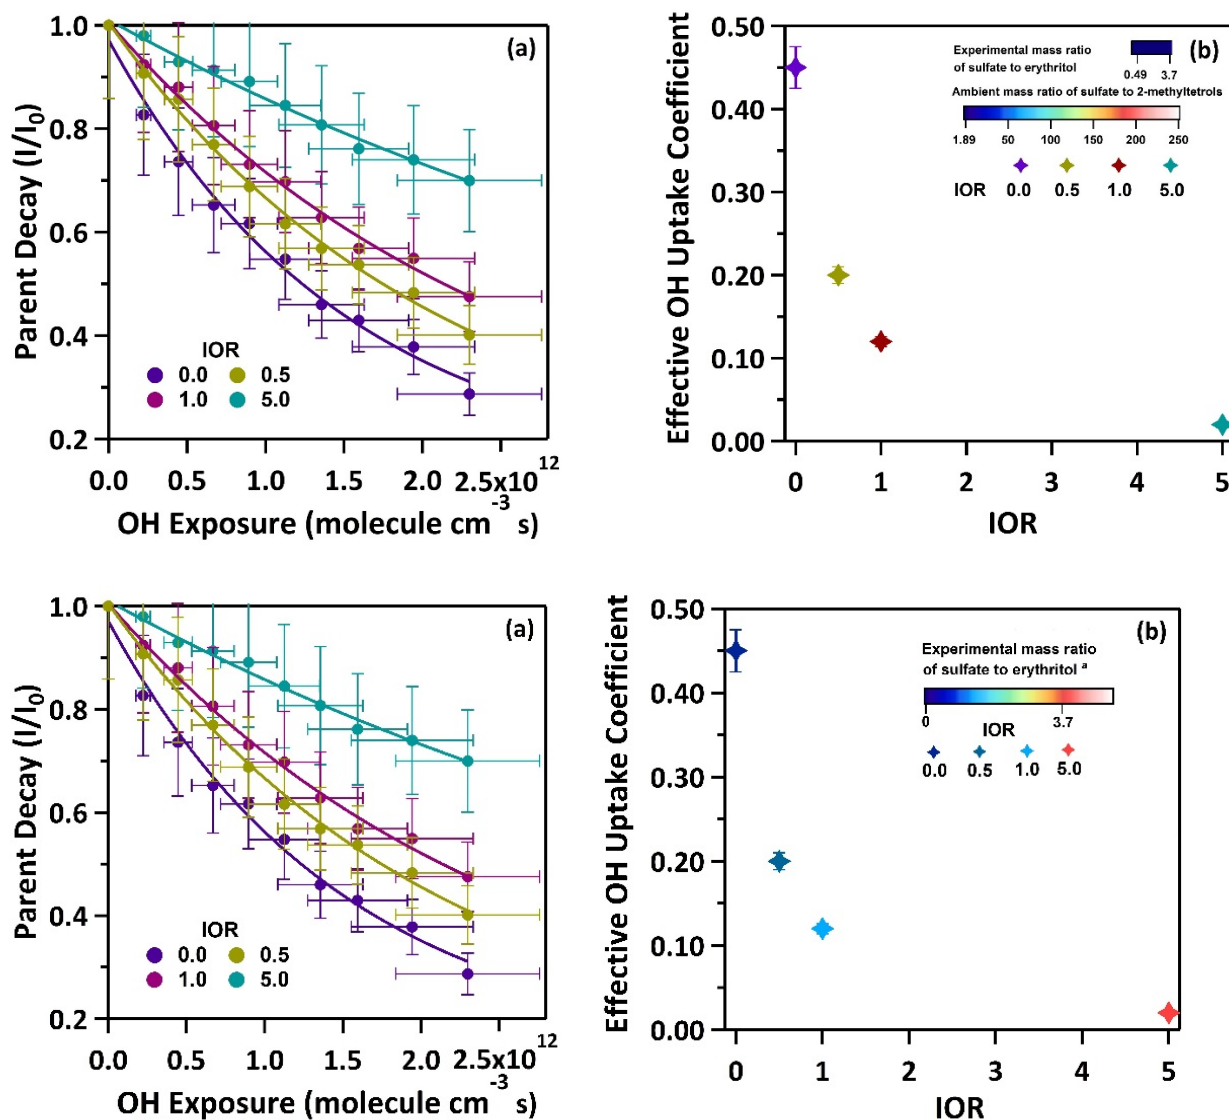 1.0
0.8
0.6
0.4
0.2
Parent Decay (I/I0)
(a)
IOR
0.0 0.5
1.0 5.0
0.0 0.5 1.0 1.5 2.0 2.5x10^12
OH Exposure (molecule cm^-3 s)
0.50
0.40
0.30
0.20
0.10
0.00
Effective OH Uptake Coefficient
(b)
Experimental mass ratio
of sulfate to erythritol
0.49 3.7
Ambient mass ratio of sulfate to 2-methyltetrols
1.89 50 100 150 200 250
IOR 0.0 0.5 1.0 5.0
0 1 2 3 4 5
IOR
1.0
0.8
0.6
0.4
0.2
Parent Decay (I/I0)
(a)
IOR
0.0 0.5
1.0 5.0
0.0 0.5 1.0 1.5 2.0 2.5x10^12
OH Exposure (molecule cm^-3 s)
0.50
0.40
0.30
0.20
0.10
0.00
Effective OH Uptake Coefficient
(b)
Experimental mass ratio
of sulfate to erythritol a
0 3.7
IOR
0.0 0.5 1.0 5.0
0 1 2 3 4 5
IOR